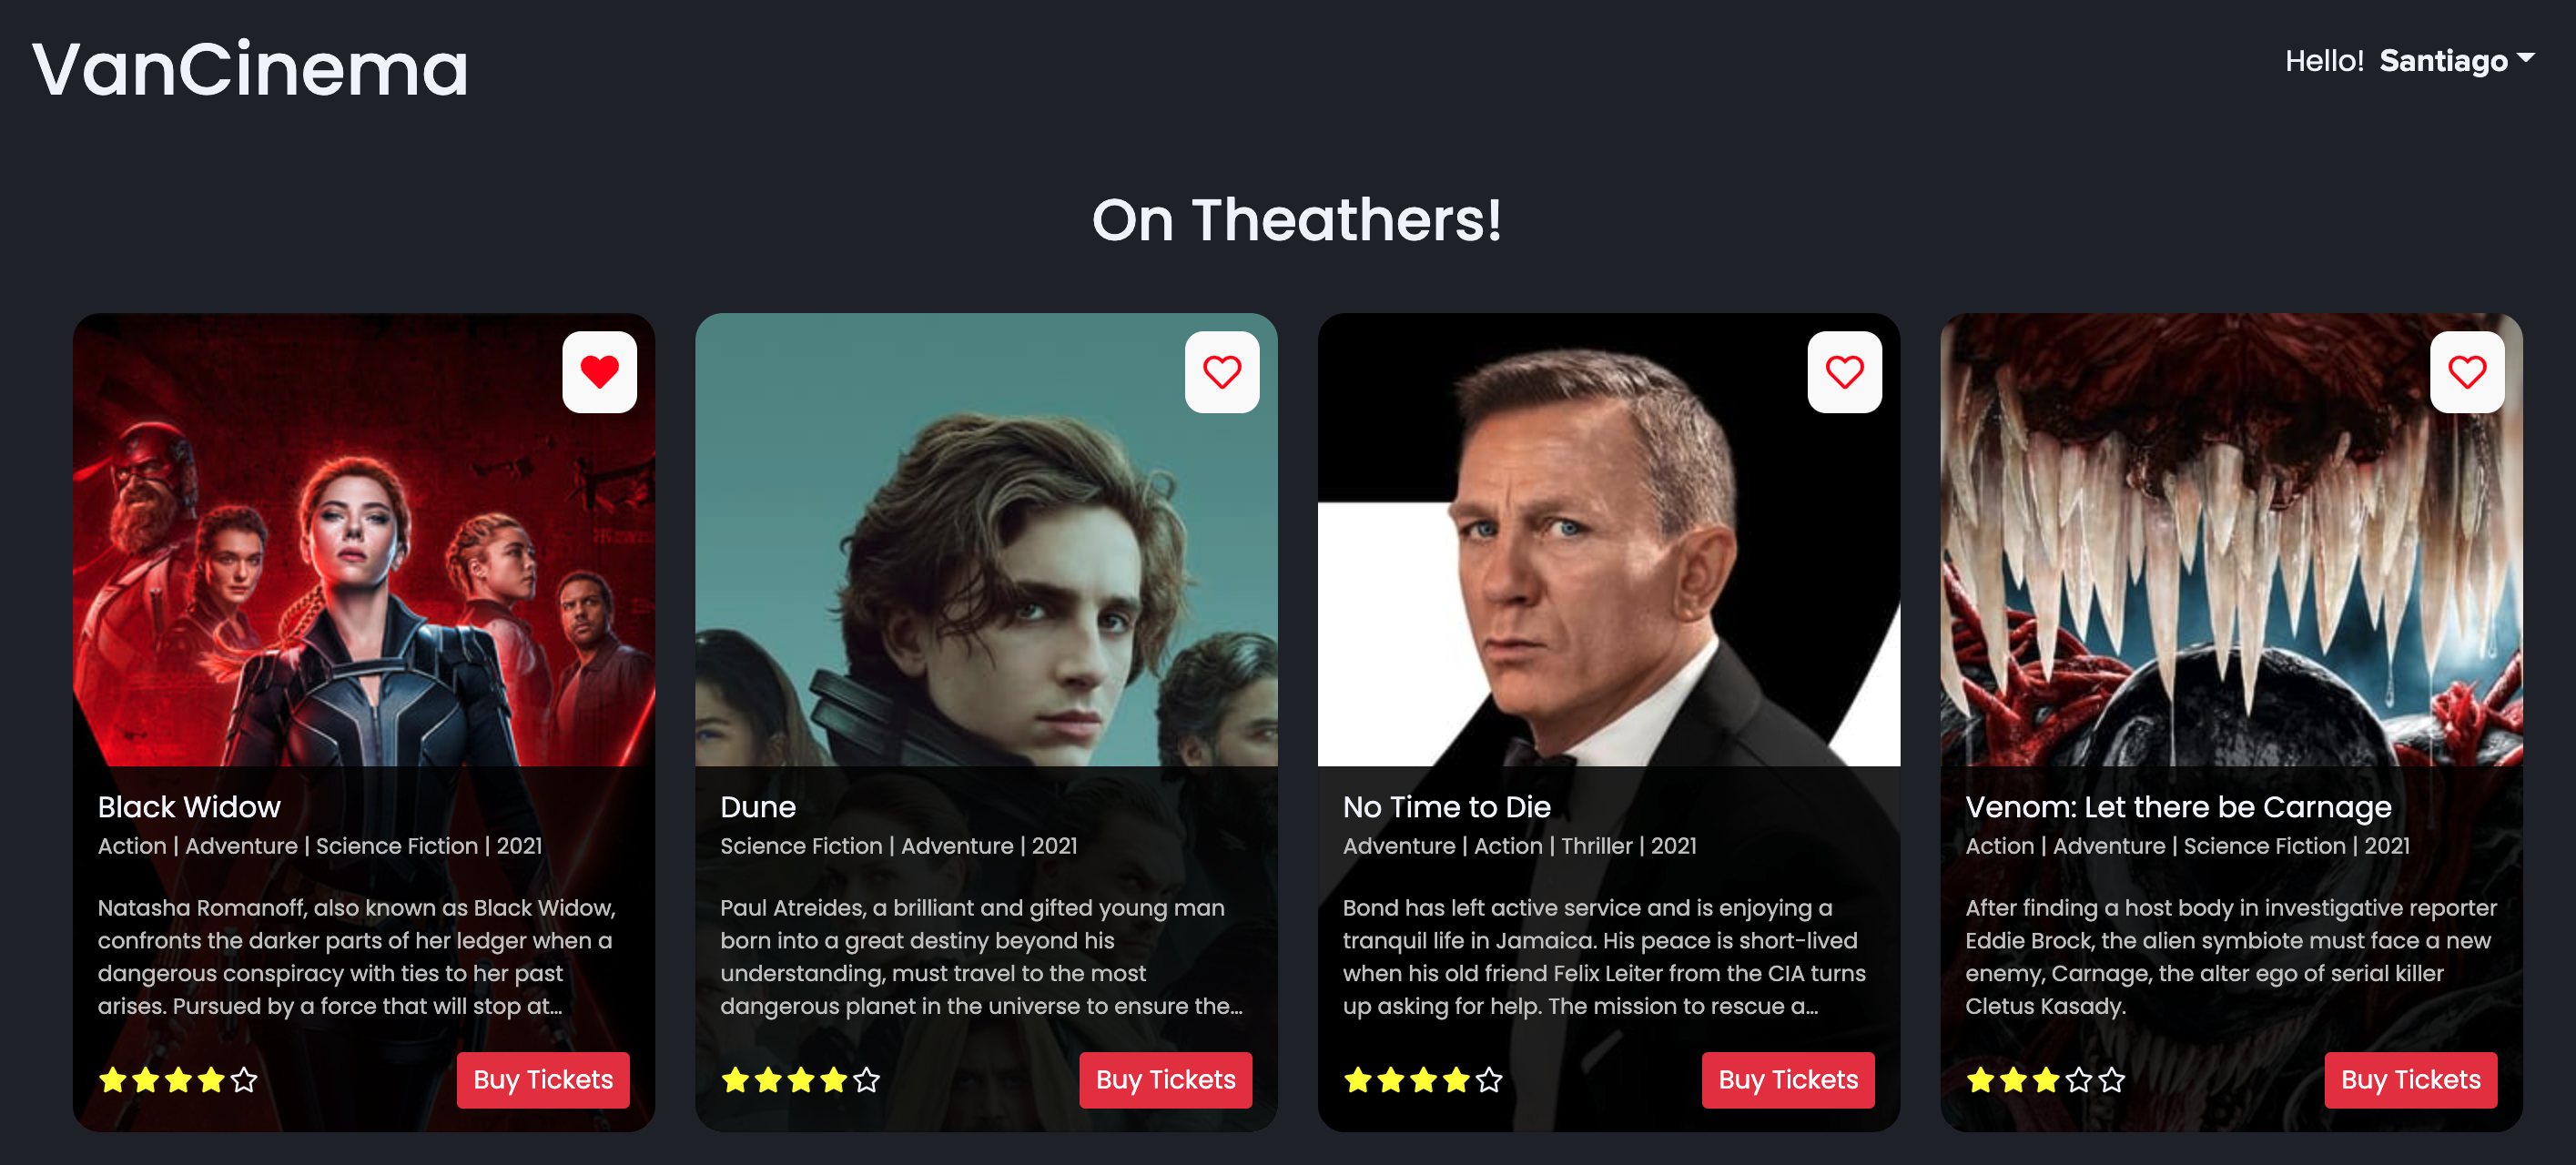 VanCinema
Hello! Santiago
On Theathers!
Black Widow
Action | Adventure | Science Fiction | 2021
Natasha Romanoff, also known as Black Widow,
confronts the darker parts of her ledger when a
dangerous conspiracy with ties to her past
arises. Pursued by a force that will stop at...
Buy Tickets
Dune
Science Fiction | Adventure | 2021
Paul Atreides, a brilliant and gifted young man
born into a great destiny beyond his
understanding, must travel to the most
dangerous planet in the universe to ensure the...
Buy Tickets
No Time to Die
Adventure | Action | Thriller | 2021
Bond has left active service and is enjoying a
tranquil life in Jamaica. His peace is short-lived
when his old friend Felix Leiter from the CIA turns
up asking for help. The mission to rescue a...
Buy Tickets
Venom: Let there be Carnage
Action | Adventure | Science Fiction | 2021
After finding a host body in investigative reporter
Eddie Brock, the alien symbiote must face a new
enemy, Carnage, the alter ego of serial killer
Cletus Kasady.
Buy Tickets